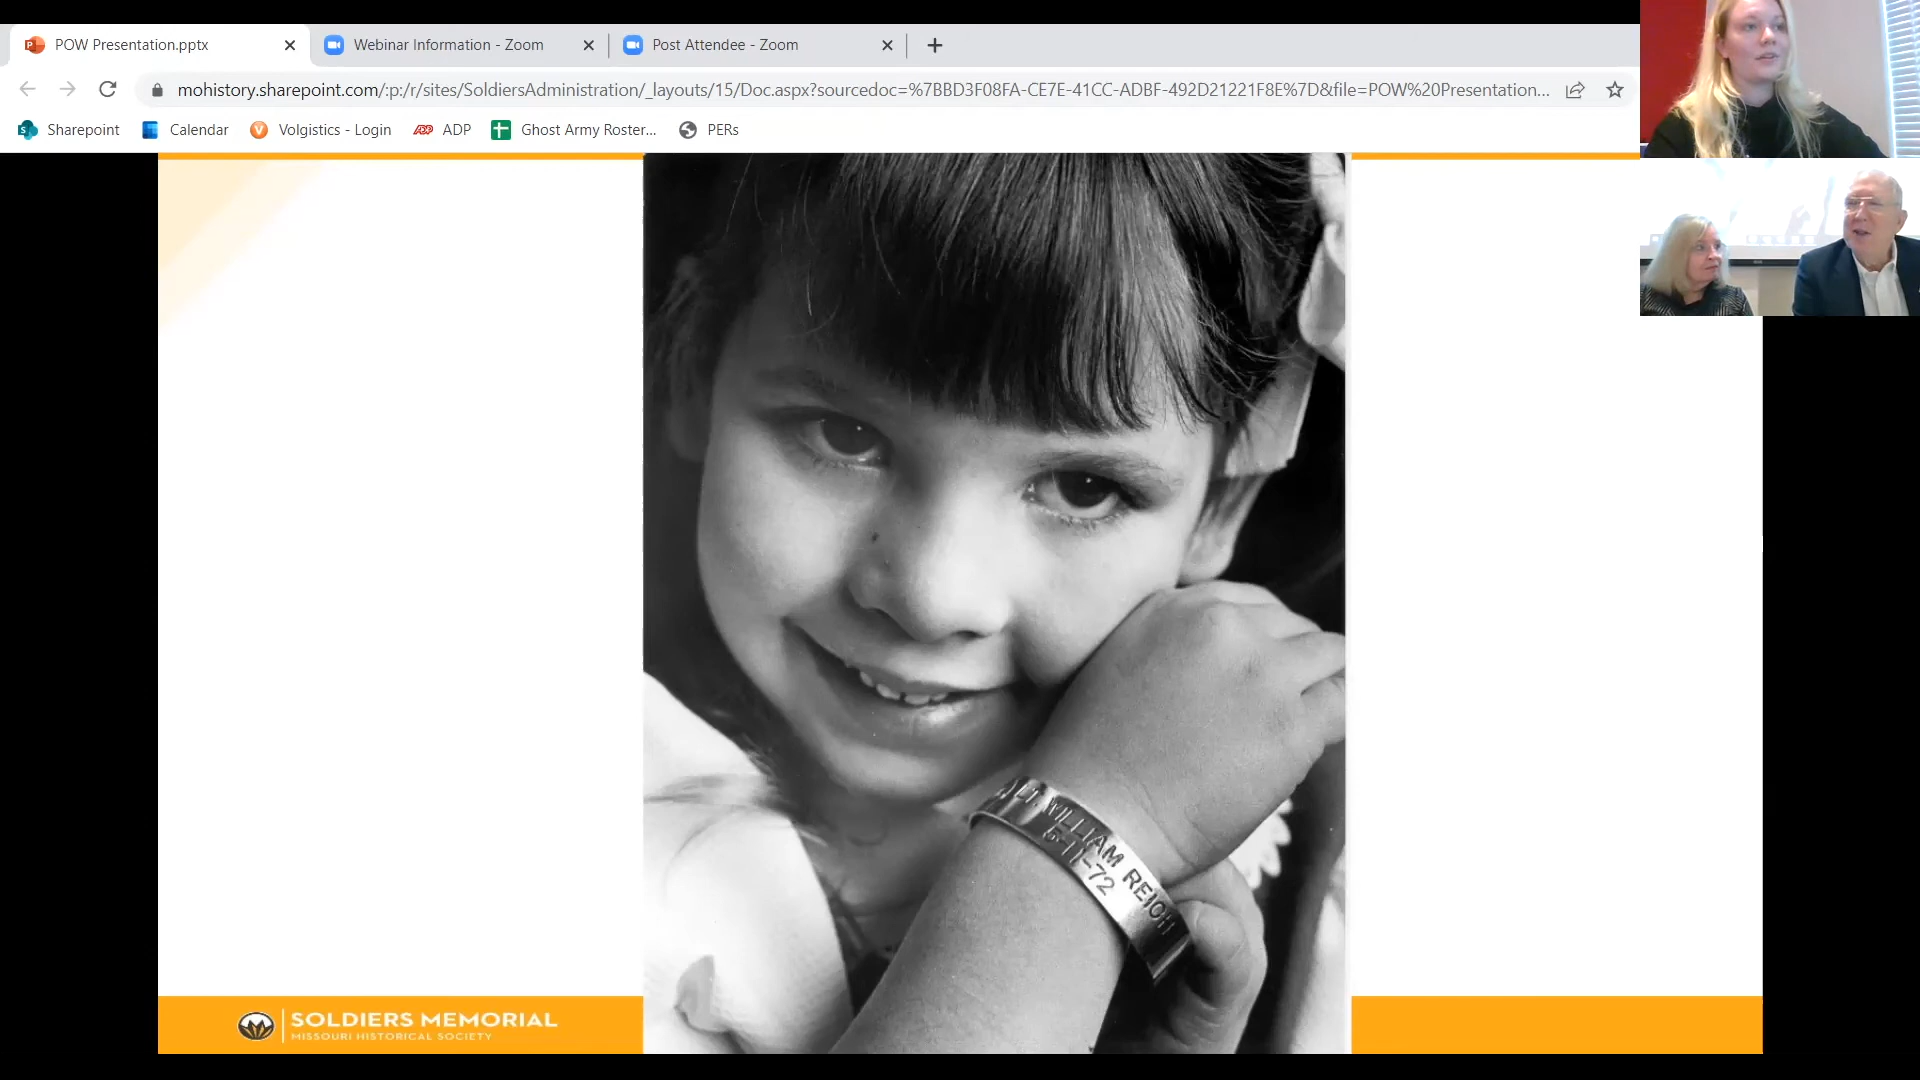 POW Presentation.pptx
Webinar Information - Zoom
Post Attendee - Zoom
mohistory.sharepoint.com/:p:/r/sites/SoldiersAdministration/_layouts/15/Doc.aspx?sourcedoc=%7BBD3F08FA-CE7E-41CC-ADBF-492D21221F8E%7D&file=POW%20Presentation...
Sharepoint
Calendar
Volgistics - Login
ADP
Ghost Army Roster...
PERs
LT. WILLIAM REICH
5-11-72
SOLDIERS MEMORIAL
MISSOURI HISTORICAL SOCIETY